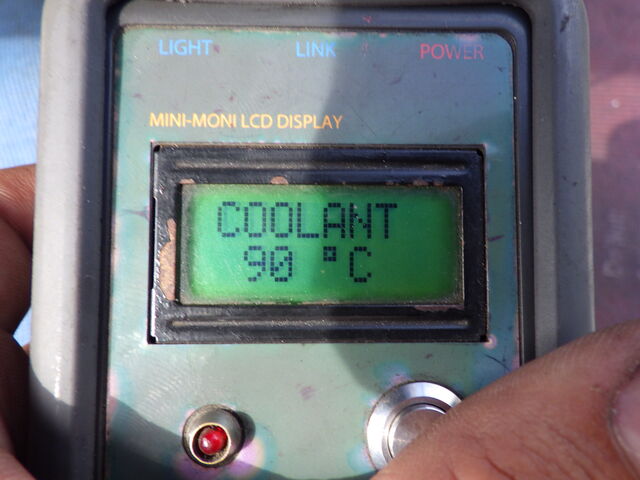 LIGHT LINK POWER
MINI-MONI LCD DISPLAY
COOLANT
90 °C